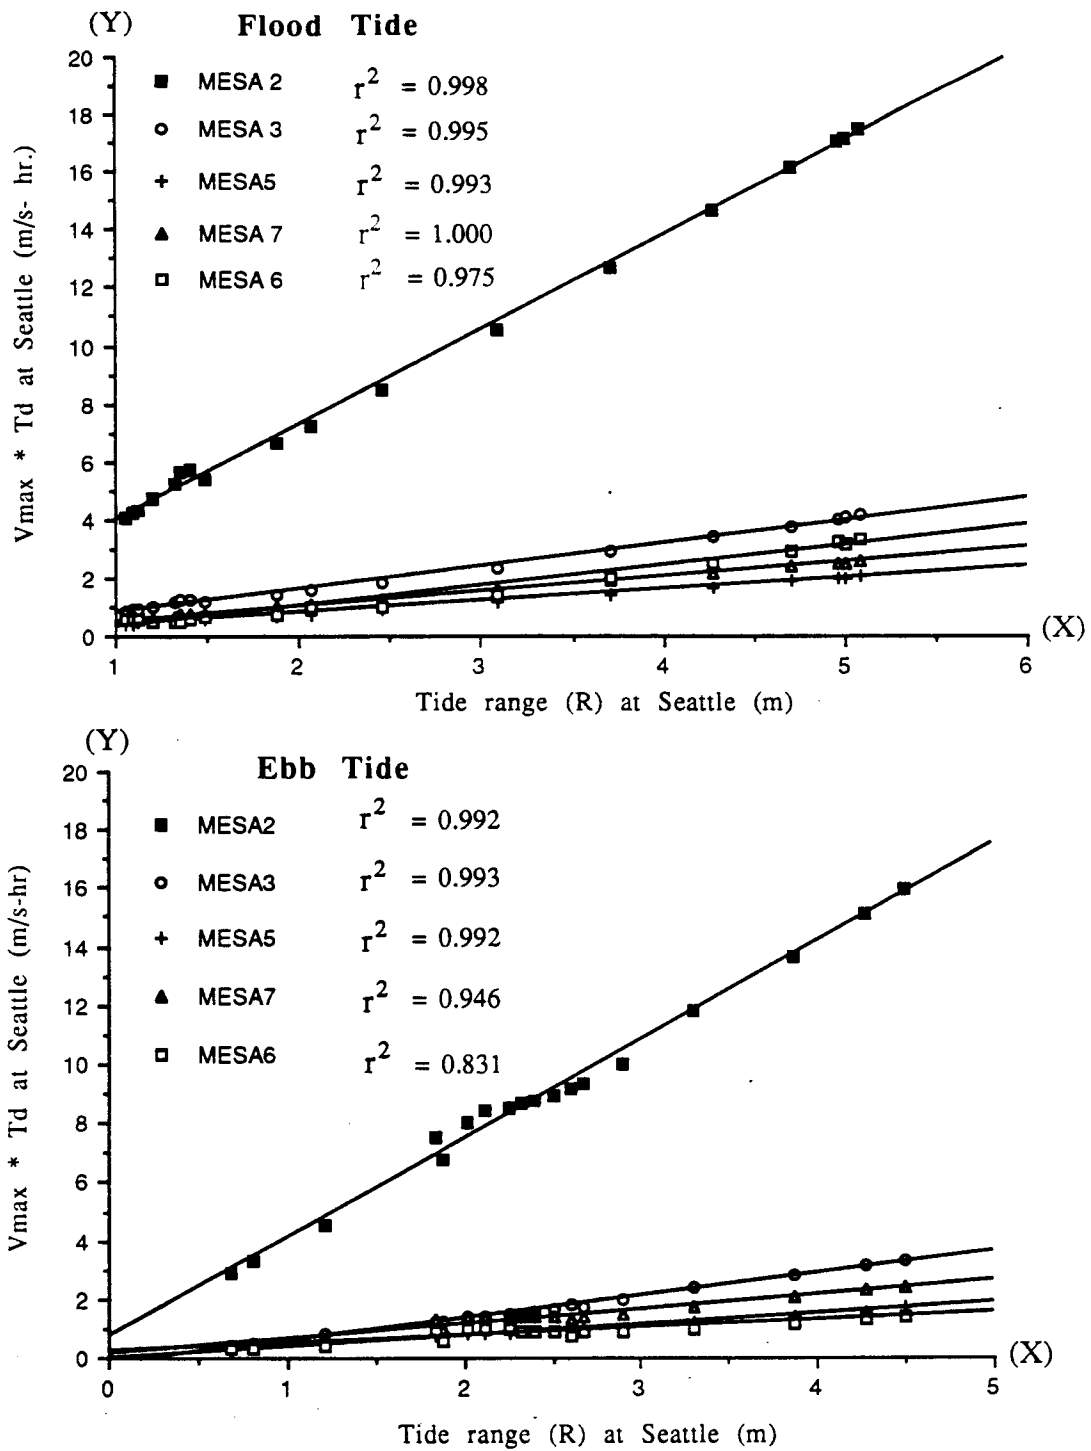 (Y)
Flood Tide
20
MESA 2 r² = 0.998
18
MESA 3 r² = 0.995
16
MESA5 r² = 0.993
14
MESA 7 r² = 1.000
MESA 6 r² = 0.975
12
10
8
6
4
2
0
Vmax * Td at Seattle (m/s- hr.)
1 2 3 4 5 6
(X)
Tide range (R) at Seattle (m)
(Y)
Ebb Tide
20
MESA2 r² = 0.992
18
MESA3 r² = 0.993
16
MESA5 r² = 0.992
14
MESA7 r² = 0.946
12
MESA6 r² = 0.831
10
8
6
4
2
0
Vmax * Td at Seattle (m/s-hr)
0 1 2 3 4 5
(X)
Tide range (R) at Seattle (m)